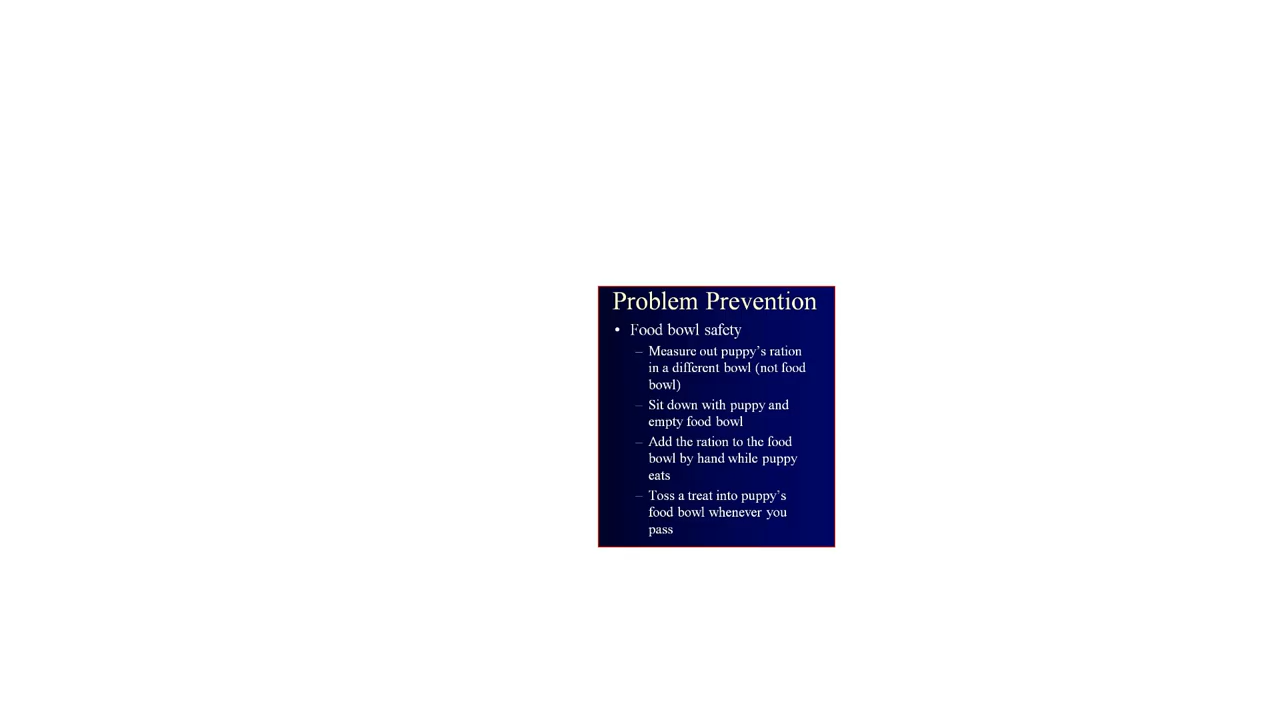 Problem Prevention
• Food bowl safety
– Measure out puppy’s ration
in a different bowl (not food
bowl)
– Sit down with puppy and
empty food bowl
– Add the ration to the food
bowl by hand while puppy
eats
– Toss a treat into puppy’s
food bowl whenever you
pass